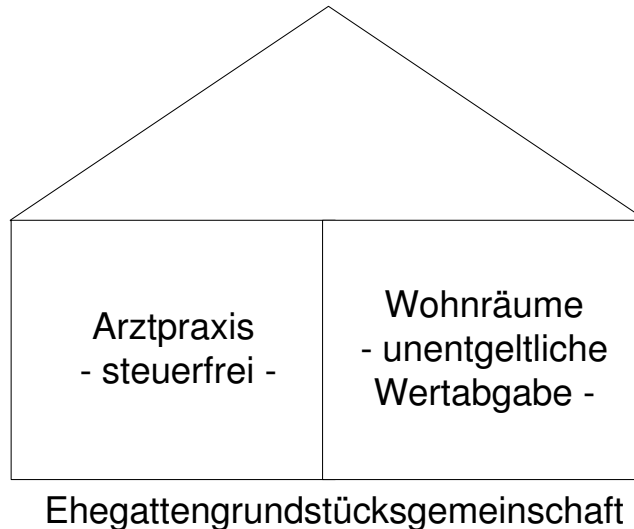 Arztpraxis
- steuerfrei -
Wohnräume
- unentgeltliche
Wertabgabe -
Ehegattengrundstücksgemeinschaft